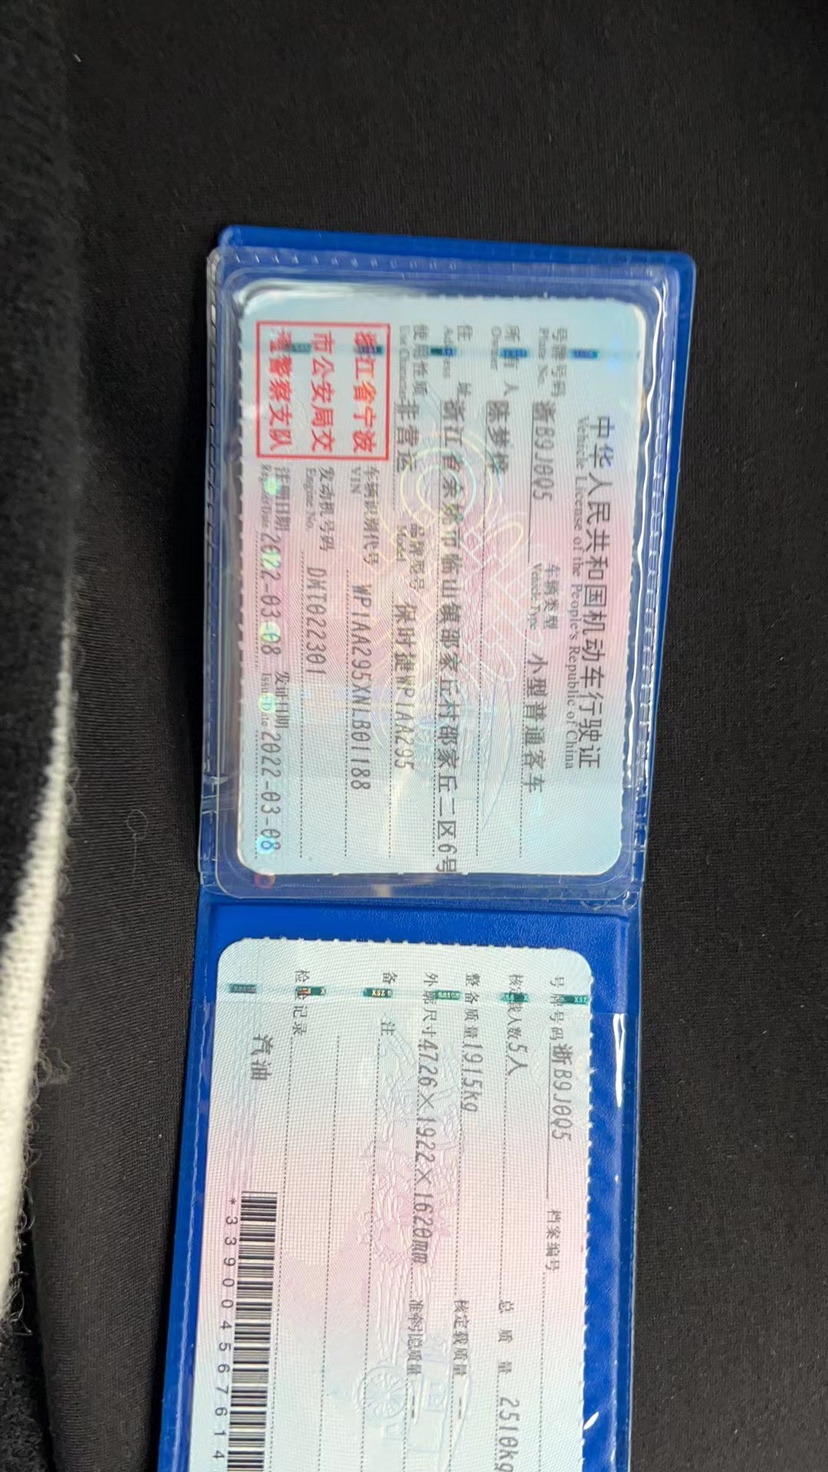 中华人民共和国机动车行驶证
Vehicle License of the People's Republic of China
号牌号码 浙B9J0Q5 车辆类型 小型普通客车
Plate No. Vehicle Type
所有人 陈梦
Owner
住 址 浙江省余姚市临山镇邵家丘村邵家丘二区6号
使用性质 非营运 品牌型号 保时捷WP1AA295
Use Character Model
浙江省宁波
市公安局交
通警察支队
车辆识别代号 WP1AA295XNLB01188
VIN
发动机号码 DMT022301
Engine No.
注册日期 2022-03-08 发证日期 2022-03-08
Register Date Issue Date
号牌号码 浙B9J0Q5 档案编号
核定载人数 5人 总质量 2510kg
整备质量 1915kg 核定载质量 --
外廓尺寸 4726×1922×1620mm 准牵引总质量 --
备 注
检验记录
汽油
*339004567614